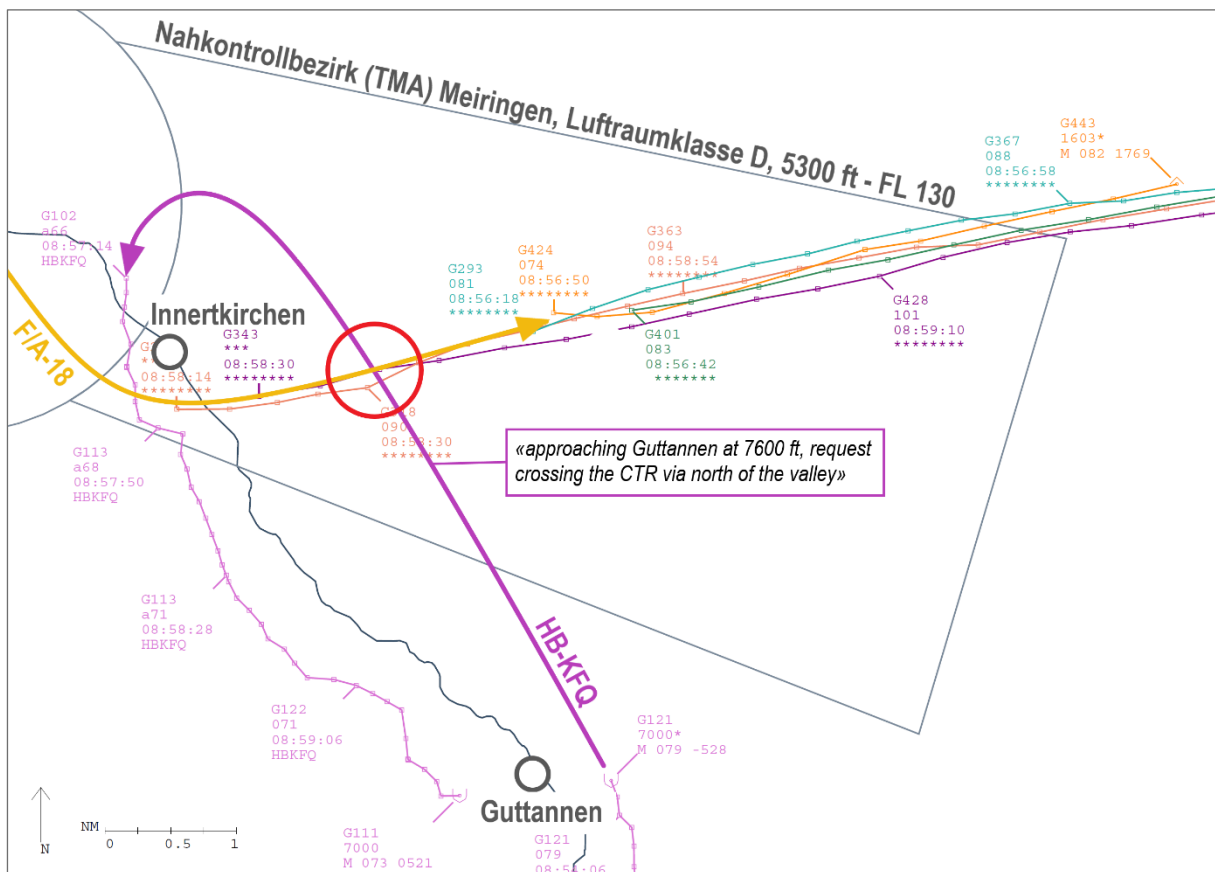 Nahkontrollbezirk (TMA) Meiringen, Luftraumklasse D, 5300 ft - FL 130
G443
1603*
M 082 1769
G367
088
08:56:58
********
G102
a66
08:57:14
HBKFQ
G363
094
08:58:54
********
G424
074
08:56:50
********
G293
081
08:56:18
********
G428
101
08:59:10
********
Innertkirchen
G343
***
08:58:30
********
08:58:14
********
G401
083
08:56:42
*******
F/A-18
090
08:58:30
********
«approaching Guttannen at 7600 ft, request
crossing the CTR via north of the valley»
G113
a68
08:57:50
HBKFQ
G113
a71
08:58:28
HBKFQ
HB-KFQ
G122
071
08:59:06
HBKFQ
G121
7000*
M 079 -528
Guttannen
G111
7000
M 073 0521
G121
079
08:54:06
NM
0 0.5 1
N